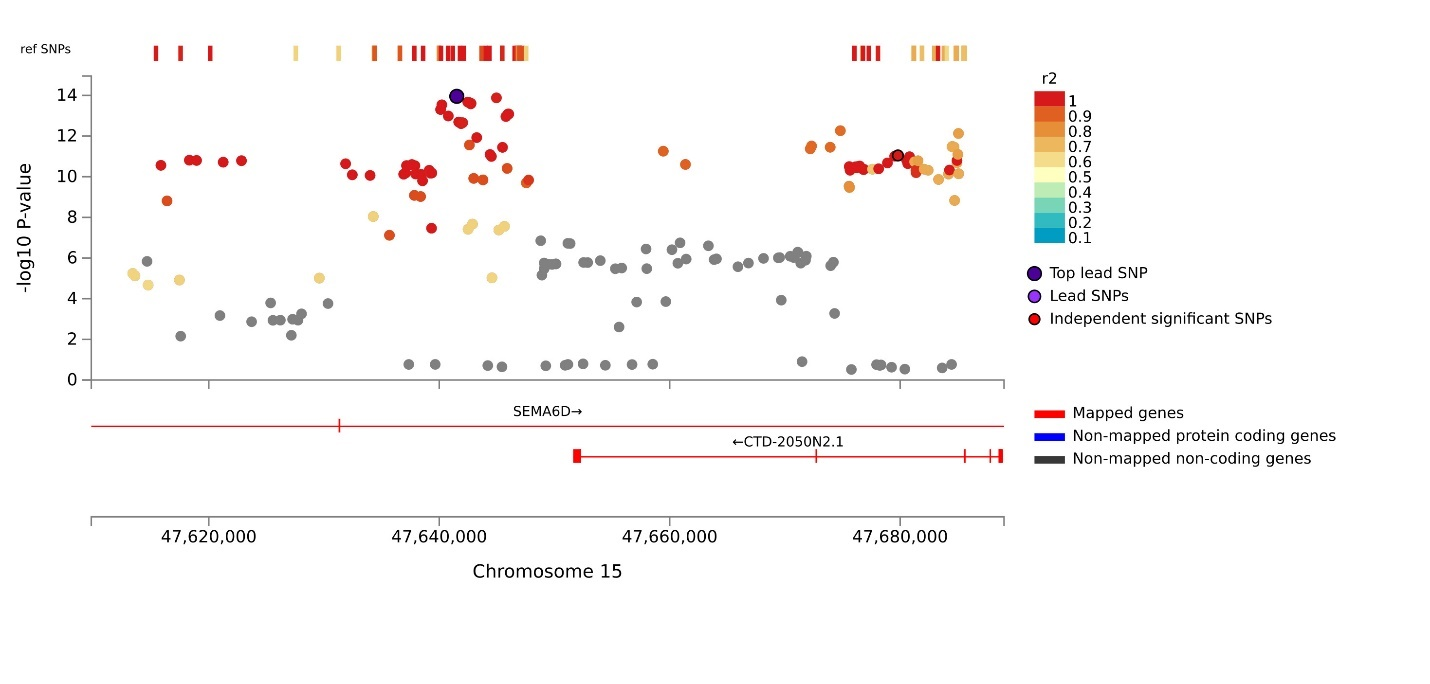 ref SNPs
14
12
10
8
6
4
2
0
-log10 P-value
r2
1
0.9
0.8
0.7
0.6
0.5
0.4
0.3
0.2
0.1
Top lead SNP
Lead SNPs
Independent significant SNPs
SEMA6D→
←CTD-2050N2.1
Mapped genes
Non-mapped protein coding genes
Non-mapped non-coding genes
47,620,000 47,640,000 47,660,000 47,680,000
Chromosome 15